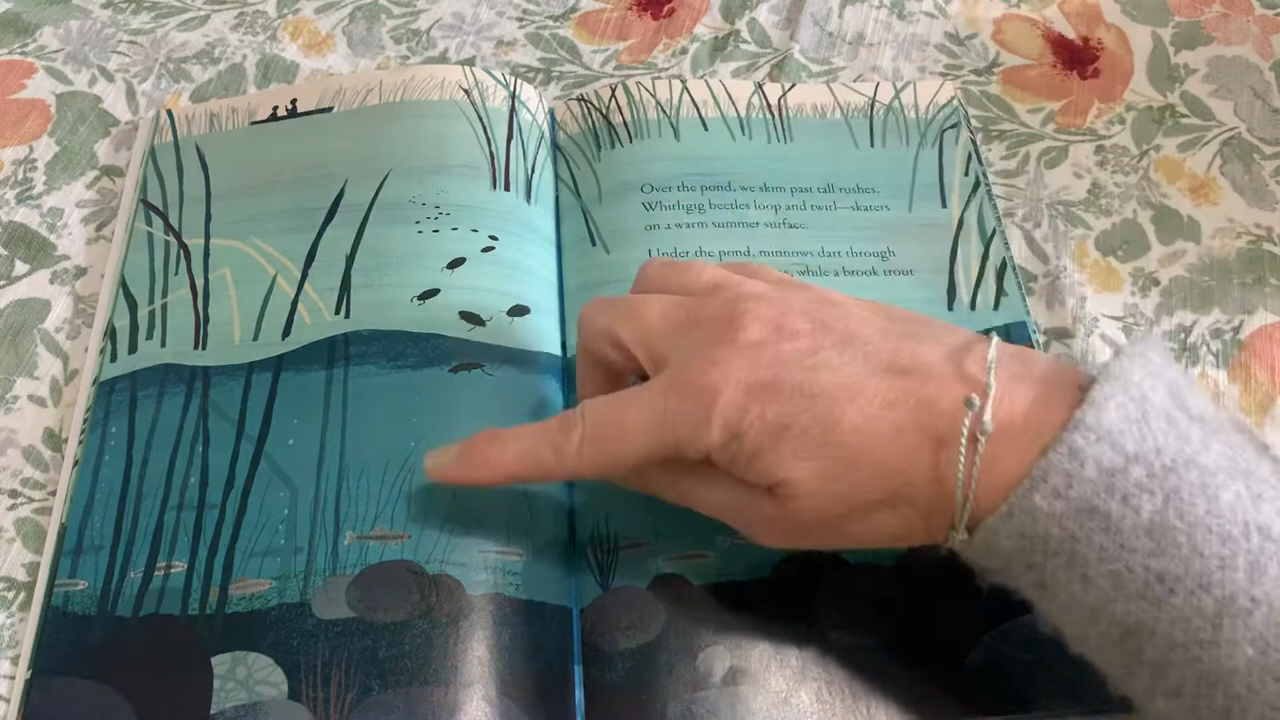 Over the pond, we skim past tall rushes.
Whirligig beetles loop and twirl—skaters
on a warm summer surface.
Under the pond, minnows dart through
while a brook trout